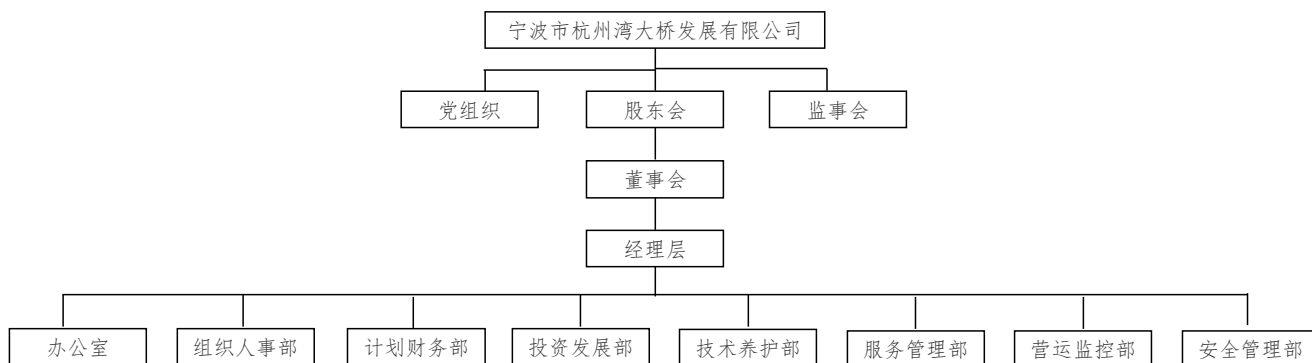 宁波市杭州湾大桥发展有限公司
党组织
股东会
监事会
董事会
经理层
办公室
组织人事部
计划财务部
投资发展部
技术养护部
服务管理部
营运监控部
安全管理部